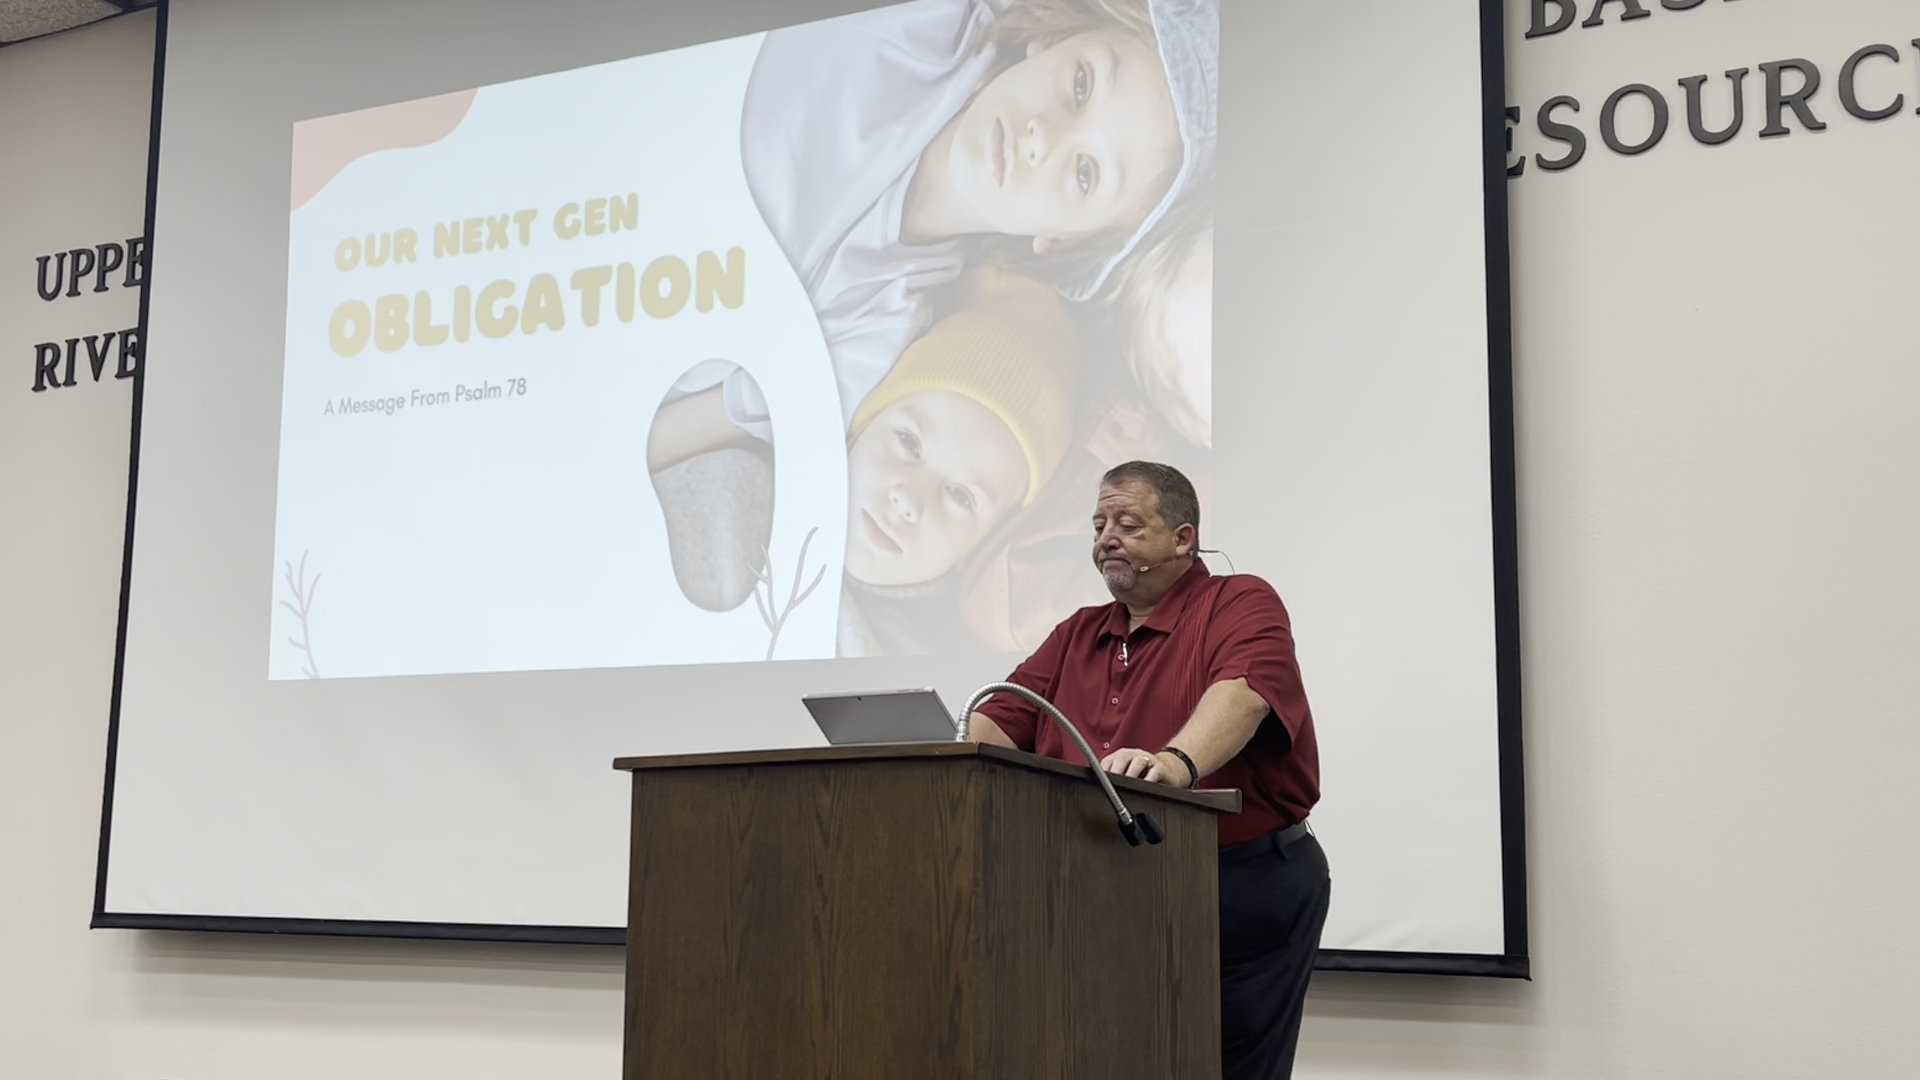 OUR NEXT GEN
OBLIGATION
A Message From Psalm 78
UPPE
RIVE
BAS
ESOURC